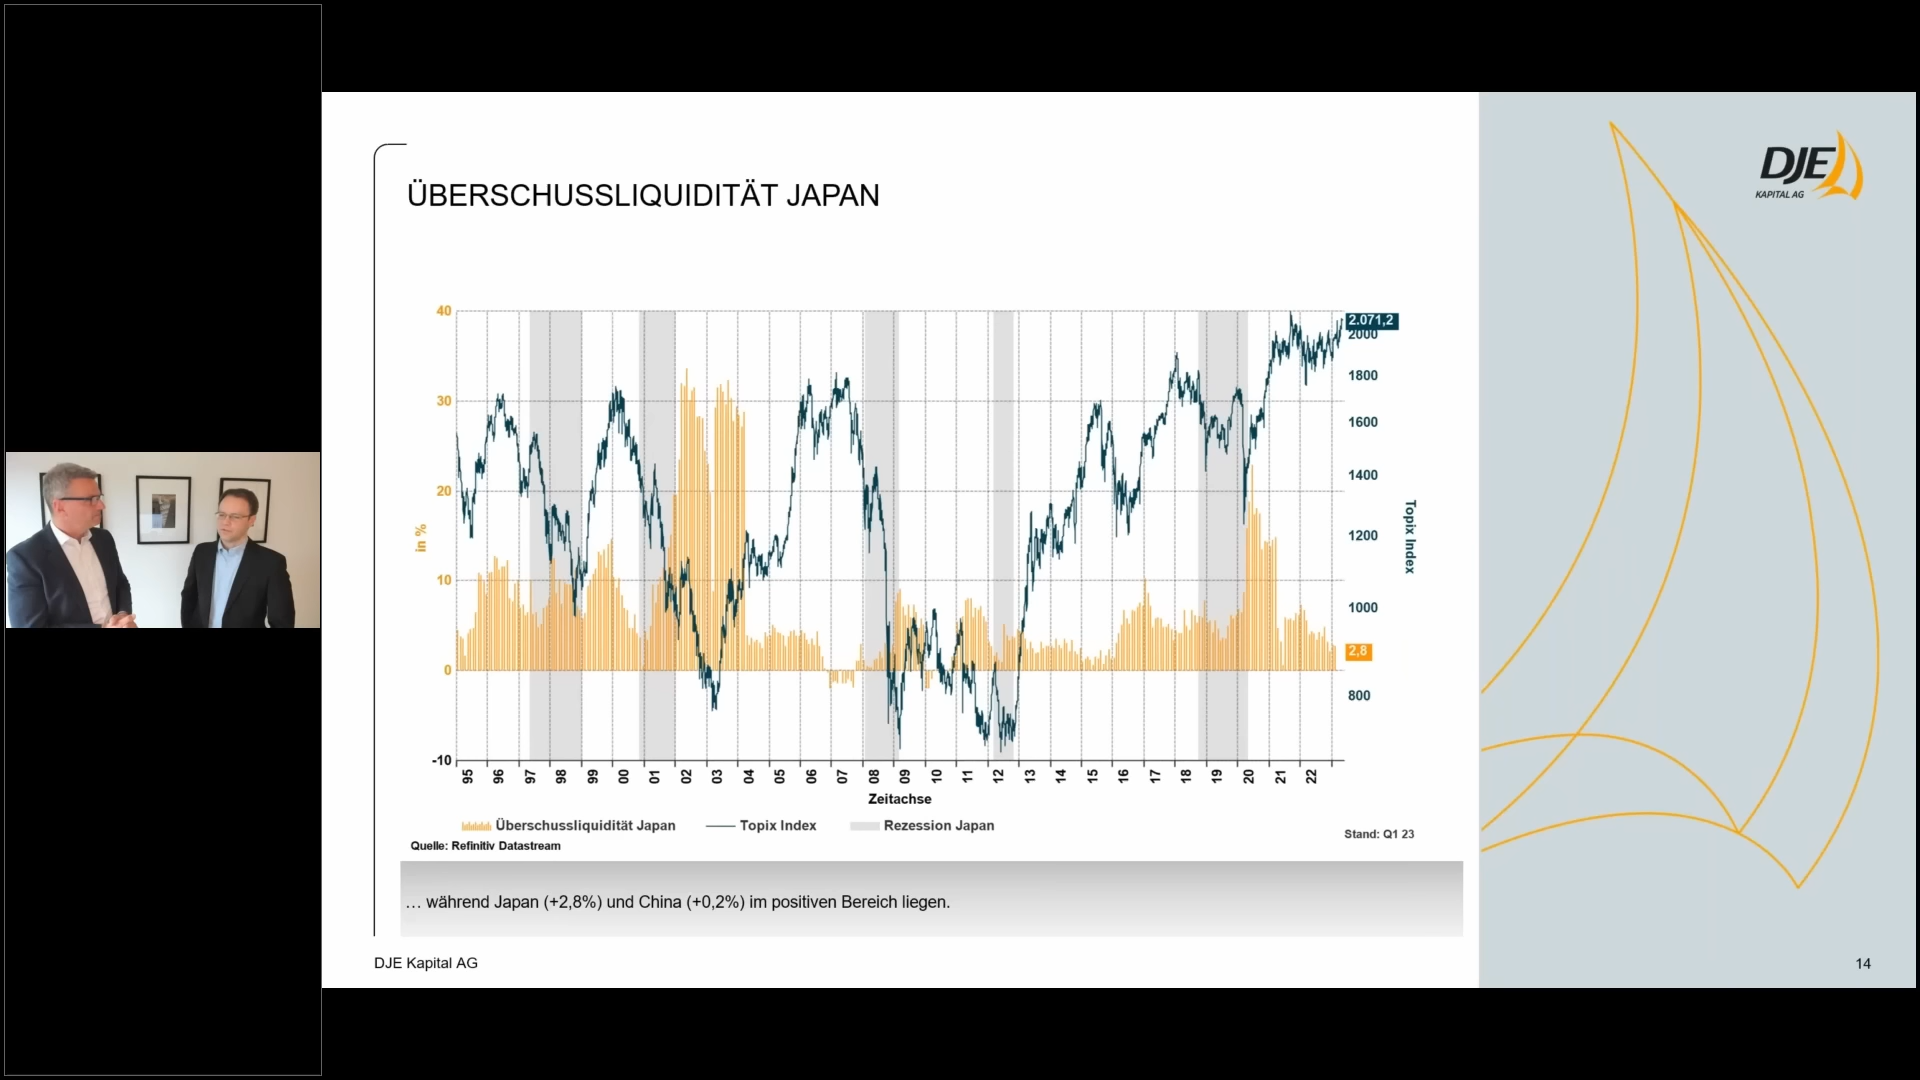 DJE
KAPITAL AG
ÜBERSCHUSSLIQUIDITÄT JAPAN
40
30
20
10
0
-10
in %
2.071,2
2000
1800
1600
1400
1200
1000
2,8
800
Topix Index
95 96 97 98 99 00 01 02 03 04 05 06 07 08 09 10 11 12 13 14 15 16 17 18 19 20 21 22
Zeitachse
Überschussliquidität Japan Topix Index Rezession Japan
Stand: Q1 23
Quelle: Refinitiv Datastream
… während Japan (+2,8%) und China (+0,2%) im positiven Bereich liegen.
DJE Kapital AG
14